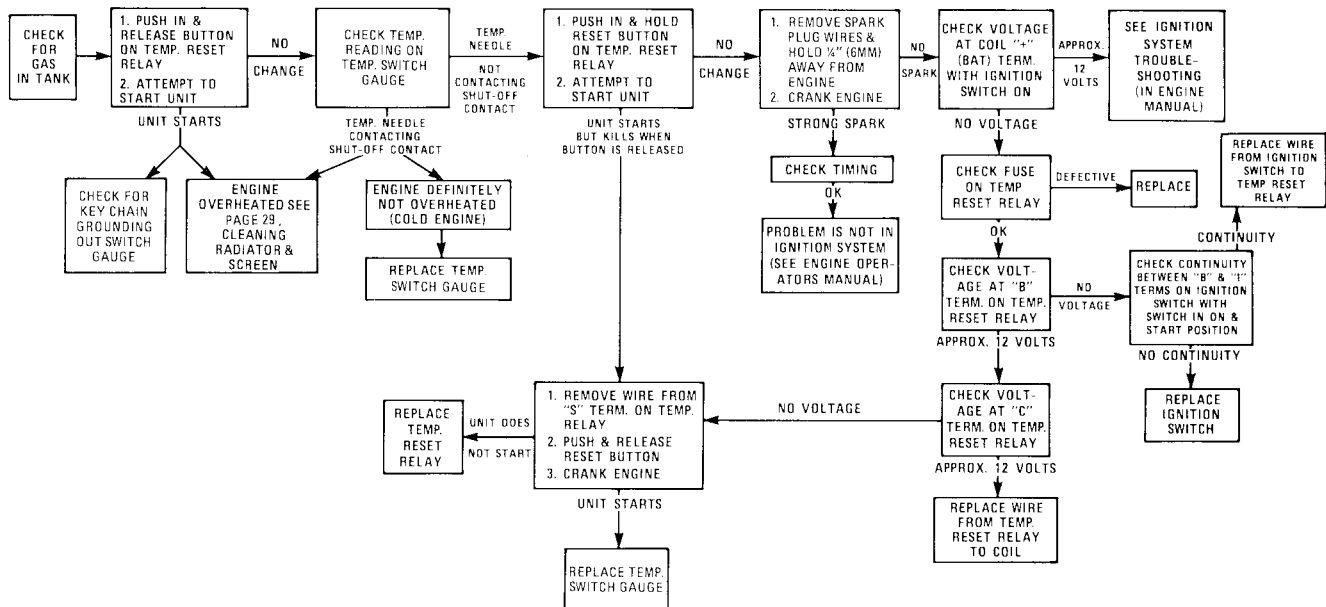 CHECK
FOR
GAS
IN TANK
1. PUSH IN &
RELEASE BUTTON
ON TEMP. RESET
RELAY
2. ATTEMPT TO
START UNIT
NO
CHANGE
UNIT STARTS
CHECK FOR
KEY CHAIN
GROUNDING
OUT SWITCH
GAUGE
ENGINE
OVERHEATED SEE
PAGE 29,
CLEANING
RADIATOR &
SCREEN
CHECK TEMP.
READING ON
TEMP. SWITCH
GAUGE
TEMP.
NEEDLE
NOT
CONTACTING
SHUT-OFF
CONTACT
TEMP. NEEDLE
CONTACTING
SHUT-OFF CONTACT
ENGINE DEFINITELY
NOT OVERHEATED
(COLD ENGINE)
REPLACE TEMP.
SWITCH GAUGE
1. PUSH IN & HOLD
RESET BUTTON
ON TEMP. RESET
RELAY
2. ATTEMPT TO
START UNIT
NO
CHANGE
UNIT STARTS
BUT KILLS WHEN
BUTTON IS RELEASED
1. REMOVE SPARK
PLUG WIRES &
HOLD ¼" (6MM)
AWAY FROM
ENGINE
2. CRANK ENGINE
NO
SPARK
STRONG SPARK
CHECK TIMING
OK
PROBLEM IS NOT IN
IGNITION SYSTEM
(SEE ENGINE OPER-
ATORS MANUAL)
CHECK VOLTAGE
AT COIL "+"
(BAT) TERM.
WITH IGNITION
SWITCH ON
APPROX.
12
VOLTS
SEE IGNITION
SYSTEM
TROUBLE-
SHOOTING
(IN ENGINE
MANUAL)
NO VOLTAGE
CHECK FUSE
ON TEMP
RESET RELAY
DEFECTIVE
REPLACE
OK
CHECK VOLT-
AGE AT "B"
TERM. ON TEMP.
RESET RELAY
NO
VOLTAGE
CHECK CONTINUITY
BETWEEN "B" & "I"
TERMS ON IGNITION
SWITCH WITH
SWITCH IN ON &
START POSITION
CONTINUITY
REPLACE WIRE
FROM IGNITION
SWITCH TO
TEMP RESET
RELAY
NO CONTINUITY
REPLACE
IGNITION
SWITCH
APPROX. 12 VOLTS
CHECK VOLT-
AGE AT "C"
TERM. ON TEMP.
RESET RELAY
NO VOLTAGE
APPROX. 12 VOLTS
REPLACE WIRE
FROM TEMP.
RESET RELAY
TO COIL
1. REMOVE WIRE FROM
"S" TERM. ON TEMP.
RELAY
2. PUSH & RELEASE
RESET BUTTON
3. CRANK ENGINE
UNIT DOES
NOT START
REPLACE
TEMP.
RESET
RELAY
UNIT STARTS
REPLACE TEMP.
SWITCH GAUGE